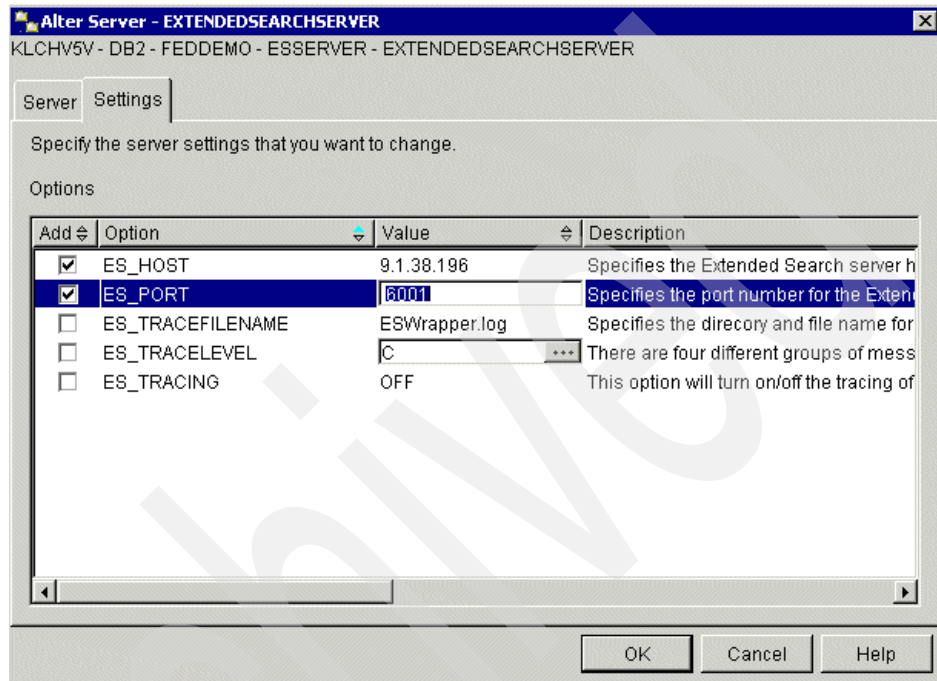 Alter Server - EXTENDEDSEARCHSERVER
KLCHV5V - DB2 - FEDDEMO - ESSERVER - EXTENDEDSEARCHSERVER
Server Settings
Specify the server settings that you want to change.
Options
Add Option Value Description
ES_HOST 9.1.38.196 Specifies the Extended Search server h
ES_PORT 6001 Specifies the port number for the Exten
ES_TRACEFILENAME ESWrapper.log Specifies the direcory and file name for
ES_TRACELEVEL C ... There are four different groups of mess
ES_TRACING OFF This option will turn on/off the tracing of
OK Cancel Help